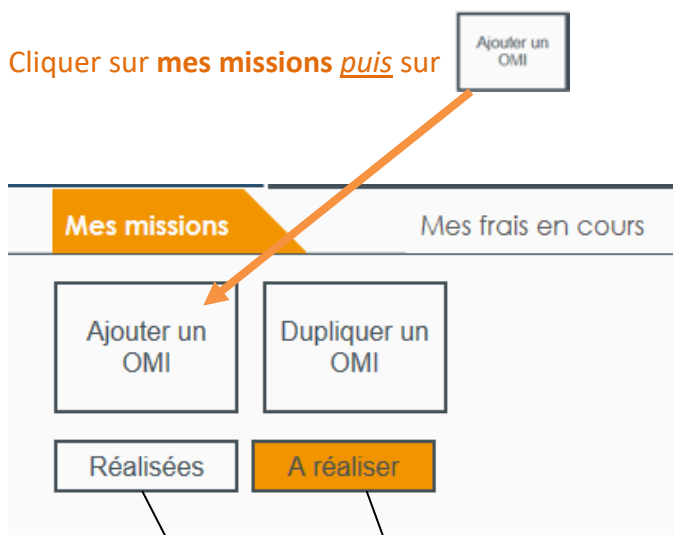 Cliquer sur mes missions puis sur
Ajouter un
OMI
Mes missions
Mes frais en cours
Ajouter un
OMI
Dupliquer un
OMI
Réalisées
A réaliser